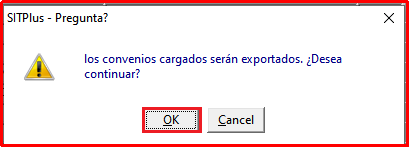 SITPlus - Pregunta?
los convenios cargados serán exportados. ¿Desea
continuar?
OK
Cancel